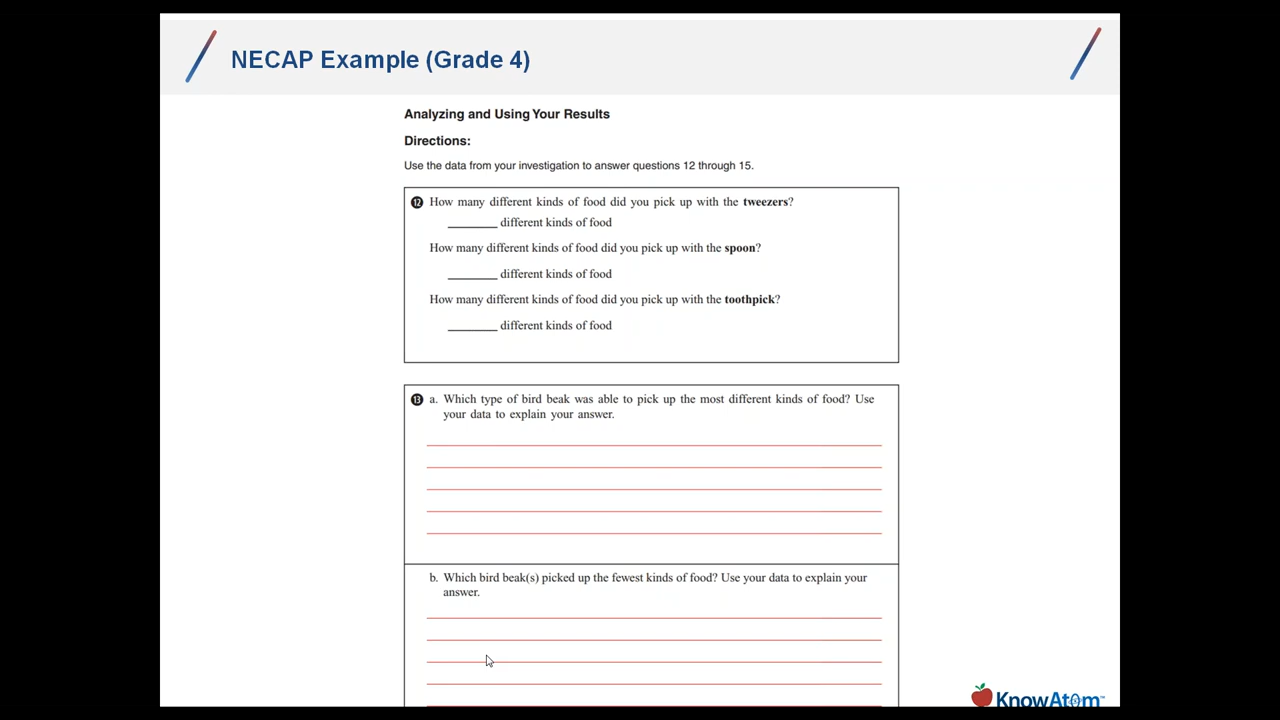 NECAP Example (Grade 4)
Analyzing and Using Your Results
Directions:
Use the data from your investigation to answer questions 12 through 15.
12 How many different kinds of food did you pick up with the tweezers?
________ different kinds of food
How many different kinds of food did you pick up with the spoon?
________ different kinds of food
How many different kinds of food did you pick up with the toothpick?
________ different kinds of food
13 a. Which type of bird beak was able to pick up the most different kinds of food? Use
your data to explain your answer.
b. Which bird beak(s) picked up the fewest kinds of food? Use your data to explain your
answer.
KnowAtom™